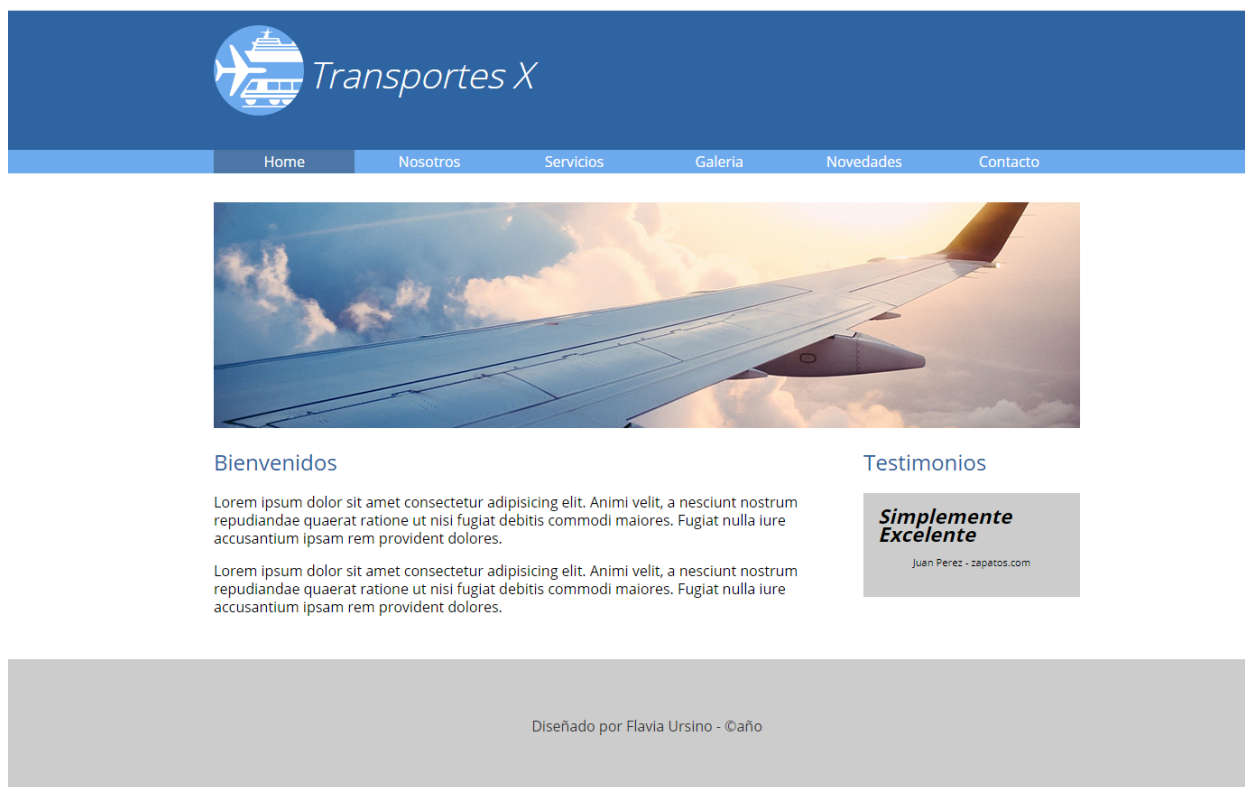 Transportes X
Home Nosotros Servicios Galeria Novedades Contacto
Bienvenidos
Lorem ipsum dolor sit amet consectetur adipisicing elit. Animi velit, a nesciunt nostrum
repudiandae quaerat ratione ut nisi fugiat debitis commodi maiores. Fugiat nulla iure
accusantium ipsam rem provident dolores.
Lorem ipsum dolor sit amet consectetur adipisicing elit. Animi velit, a nesciunt nostrum
repudiandae quaerat ratione ut nisi fugiat debitis commodi maiores. Fugiat nulla iure
accusantium ipsam rem provident dolores.
Testimonios
Simplemente
Excelente
Juan Perez - zapatos.com
Diseñado por Flavia Ursino - ©año